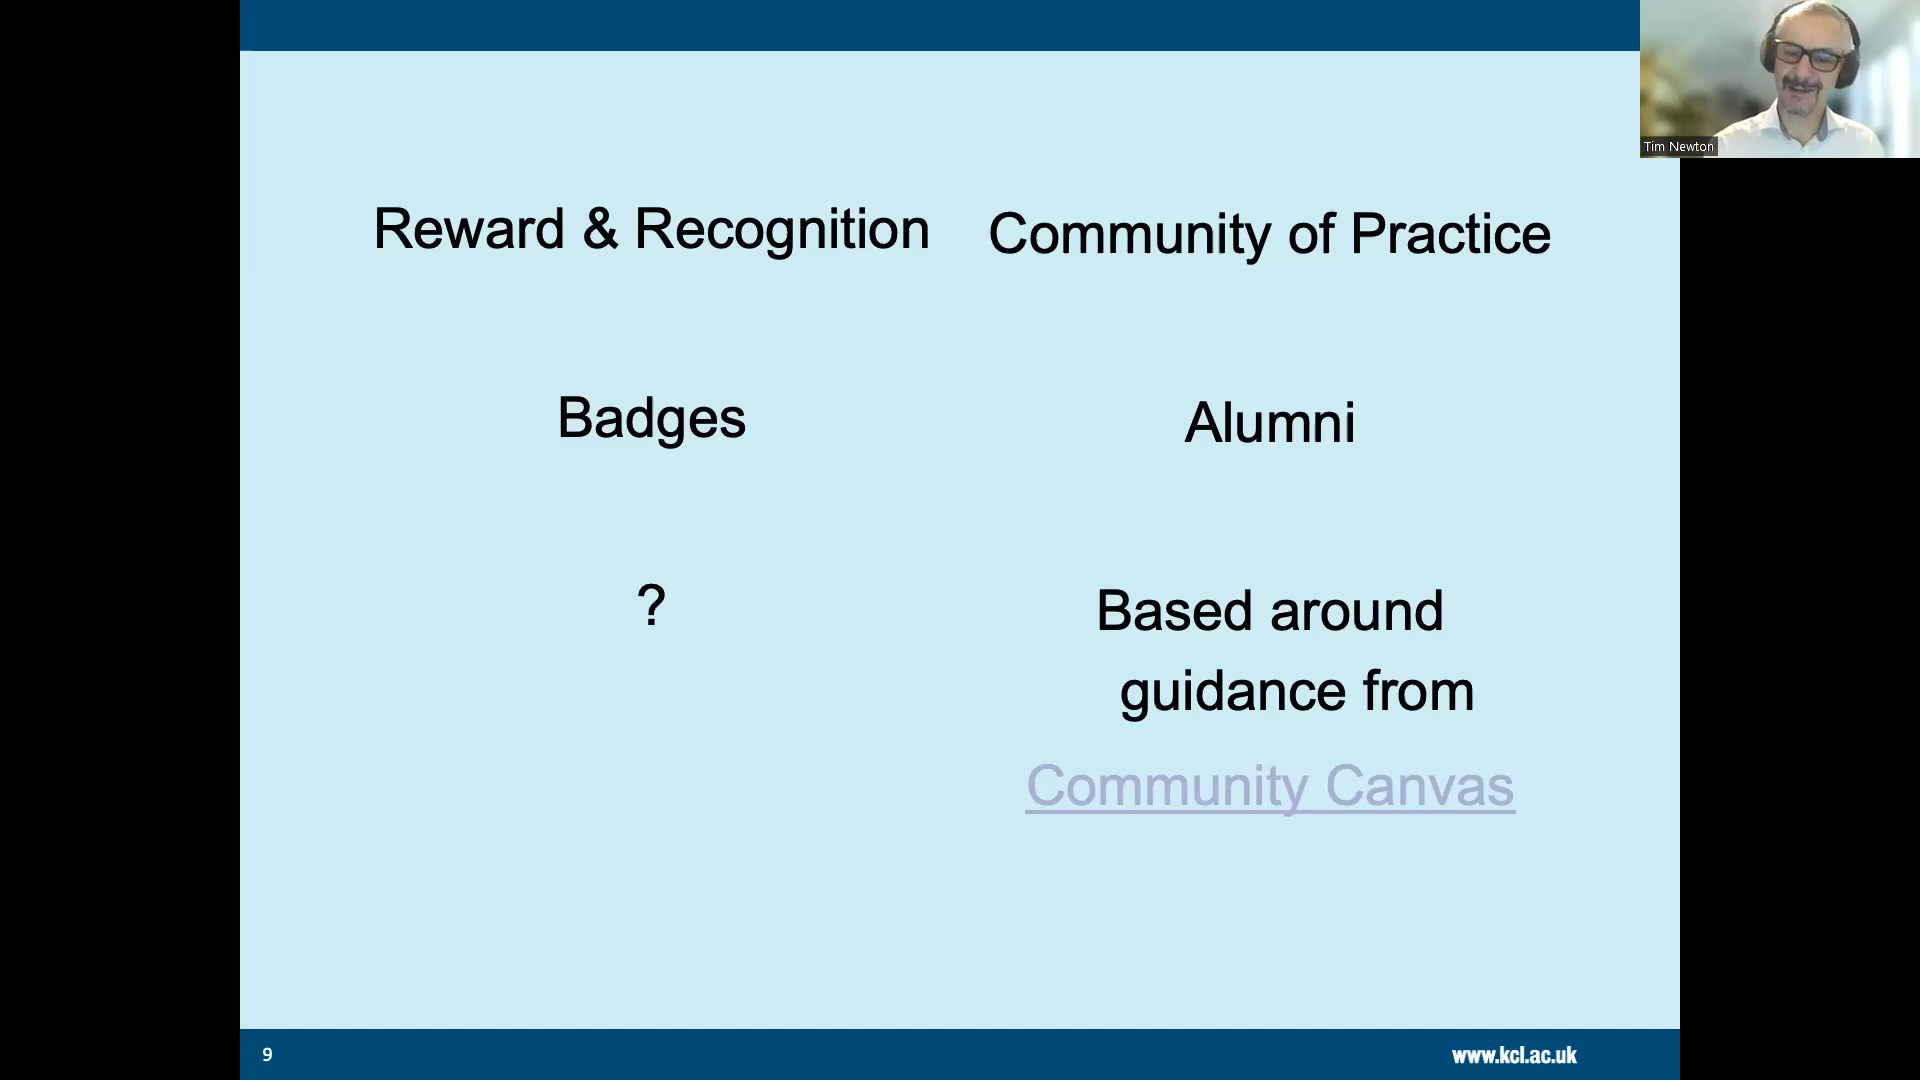 Tim Newton
Reward & Recognition
Badges
?
Community of Practice
Alumni
Based around
guidance from
Community Canvas
9
www.kcl.ac.uk